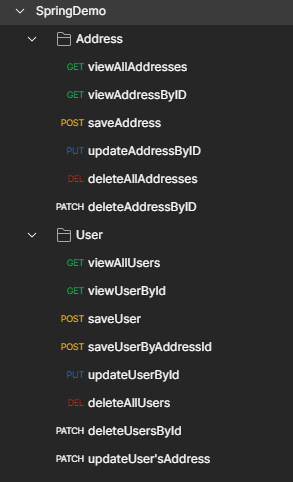 SpringDemo
Address
GET viewAllAddresses
GET viewAddressByID
POST saveAddress
PUT updateAddressByID
DEL deleteAllAddresses
PATCH deleteAddressByID
User
GET viewAllUsers
GET viewUserById
POST saveUser
POST saveUserByAddressId
PUT updateUserById
DEL deleteAllUsers
PATCH deleteUsersById
PATCH updateUser'sAddress